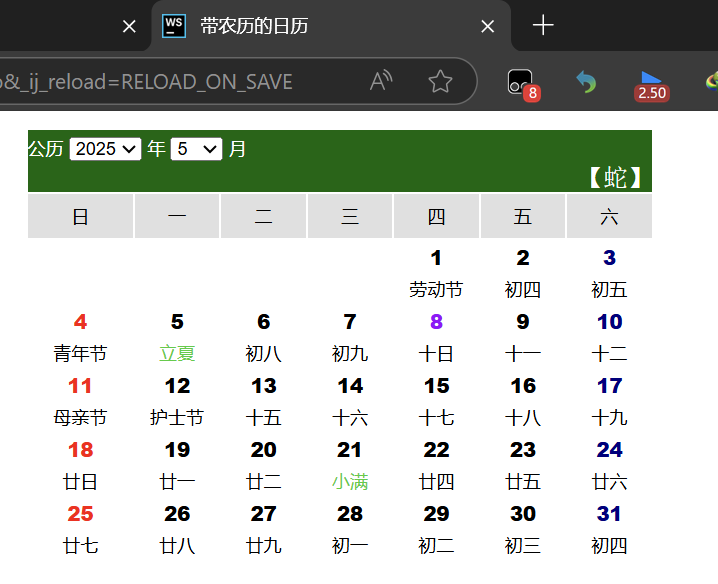 WS 带农历的日历
&_ij_reload=RELOAD_ON_SAVE A
8 2.50
公历 2025 年 5 月
【蛇】
日 一 二 三 四 五 六
1 2 3
劳动节 初四 初五
4 5 6 7 8 9 10
青年节 立夏 初八 初九 十日 十一 十二
11 12 13 14 15 16 17
母亲节 护士节 十五 十六 十七 十八 十九
18 19 20 21 22 23 24
廿日 廿一 廿二 小满 廿四 廿五 廿六
25 26 27 28 29 30 31
廿七 廿八 廿九 初一 初二 初三 初四